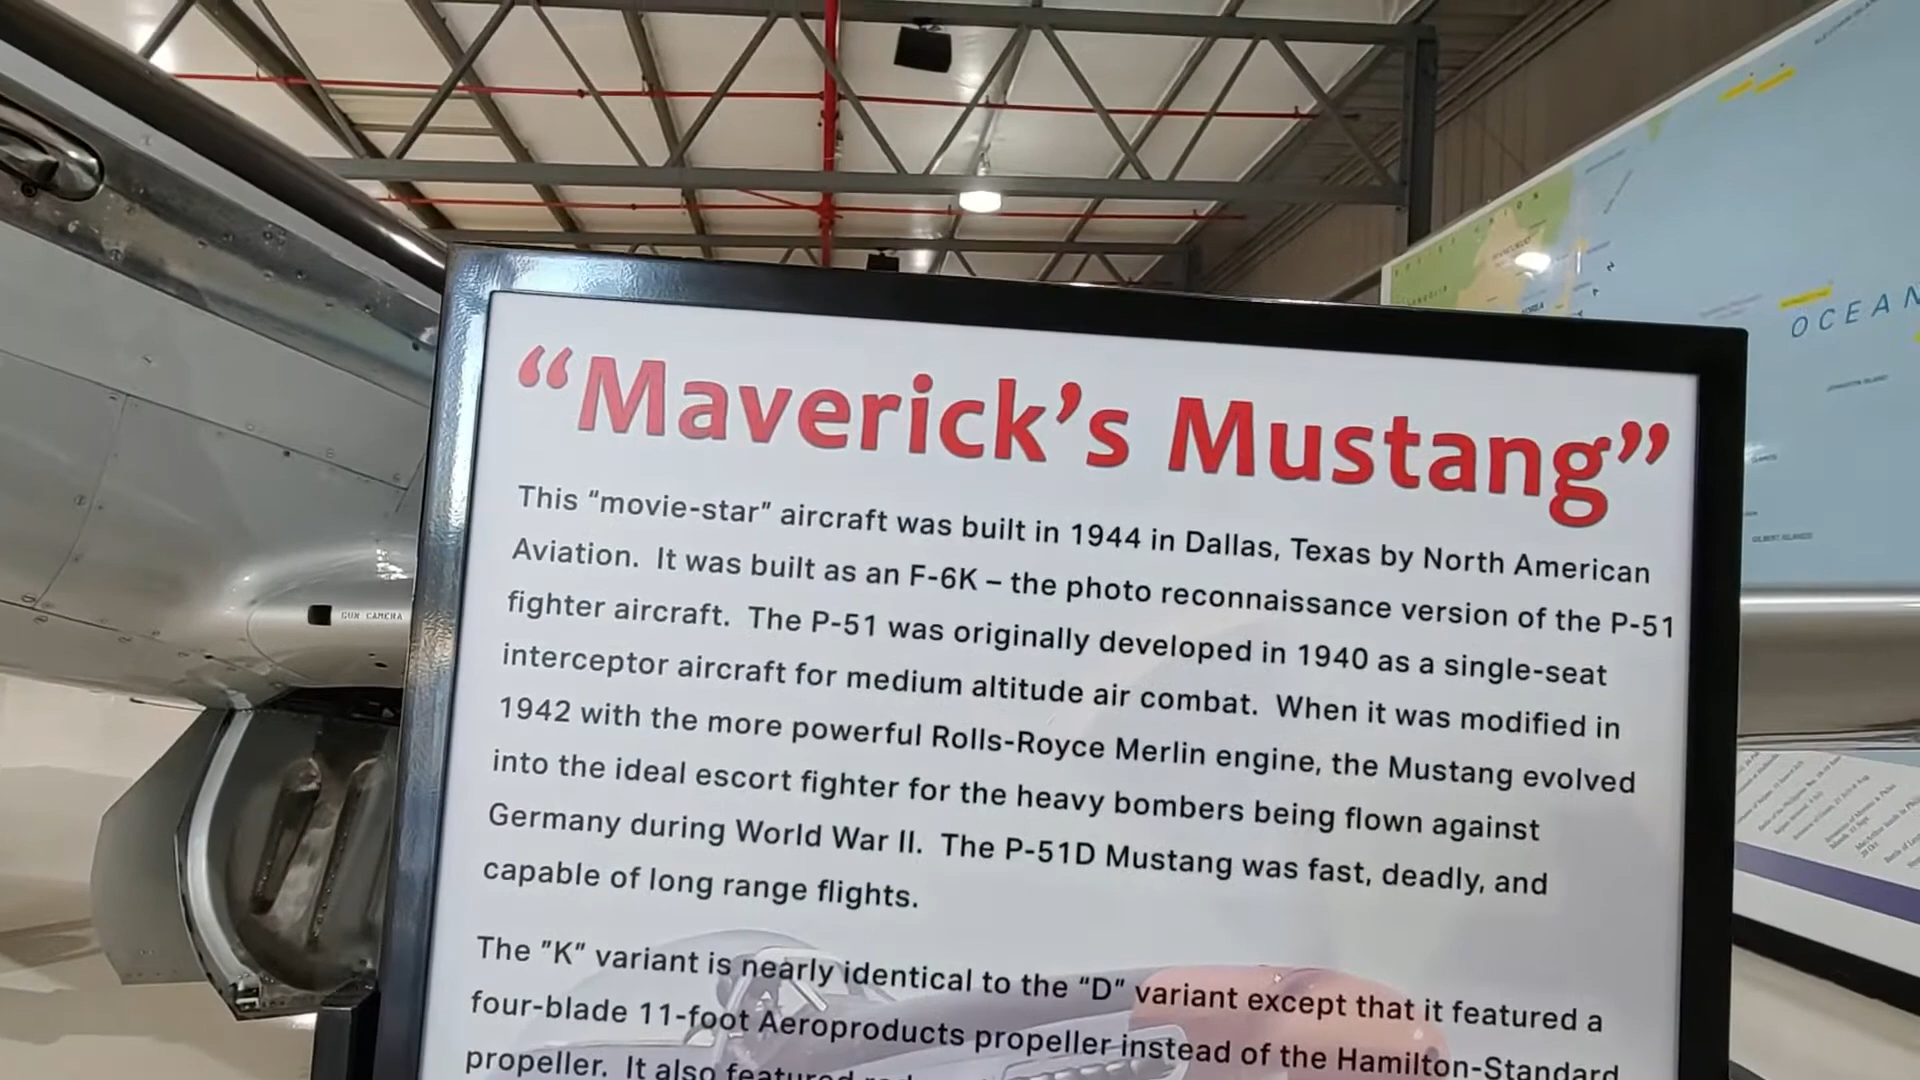 “Maverick’s Mustang”
This “movie-star” aircraft was built in 1944 in Dallas, Texas by North American
Aviation. It was built as an F-6K – the photo reconnaissance version of the P-51
fighter aircraft. The P-51 was originally developed in 1940 as a single-seat
interceptor aircraft for medium altitude air combat. When it was modified in
1942 with the more powerful Rolls-Royce Merlin engine, the Mustang evolved
into the ideal escort fighter for the heavy bombers being flown against
Germany during World War II. The P-51D Mustang was fast, deadly, and
capable of long range flights.
The "K" variant is nearly identical to the “D” variant except that it featured a
four-blade 11-foot Aeroproducts propeller instead of the Hamilton-Standard
propeller. It also featured
GUN CAMERA
OCEAN
GILBERT ISLANDS